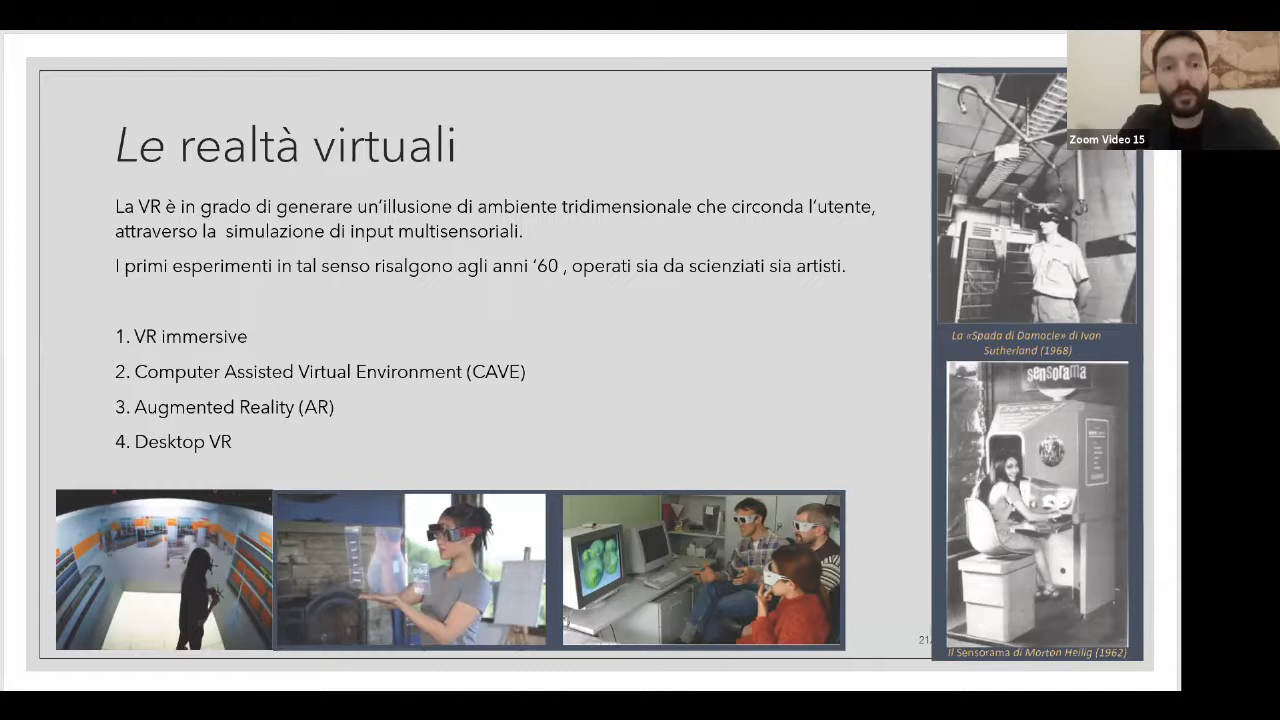 Le realtà virtuali
La VR è in grado di generare un'illusione di ambiente tridimensionale che circonda l'utente,
attraverso la  simulazione di input multisensoriali.
I primi esperimenti in tal senso risalgono agli anni '60 , operati sia da scienziati sia artisti.
1. VR immersive
2. Computer Assisted Virtual Environment (CAVE)
3. Augmented Reality (AR)
4. Desktop VR
21
Zoom Video 15
La «Spada di Damocle» di Ivan
Sutherland (1968)
sensorama
Il Sensorama di Morton Heilig (1962)